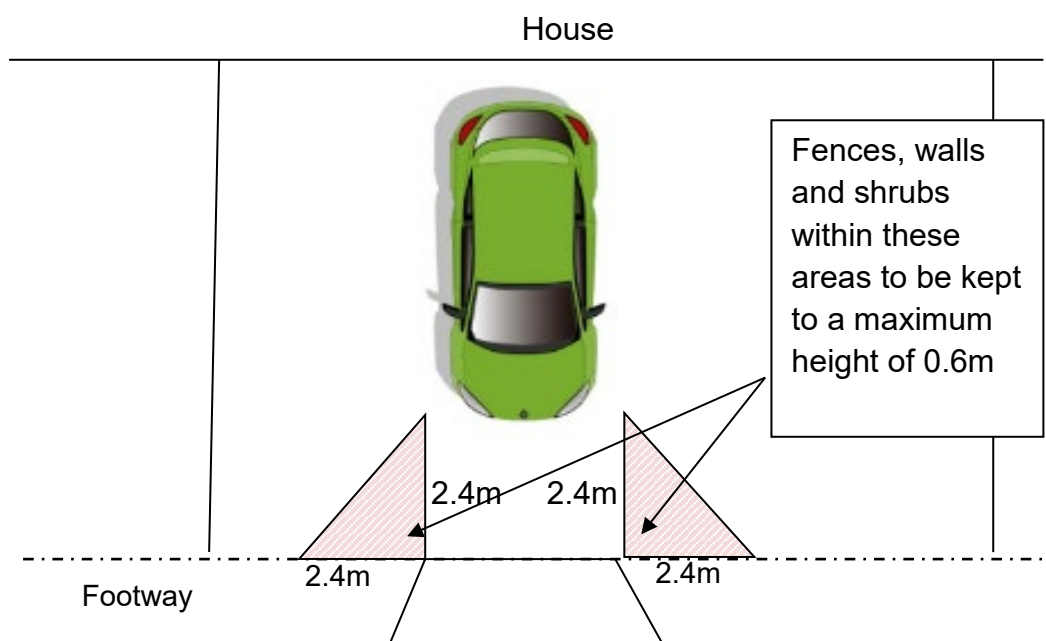 House
Fences, walls
and shrubs
within these
areas to be kept
to a maximum
height of 0.6m
2.4m 2.4m
2.4m 2.4m
Footway